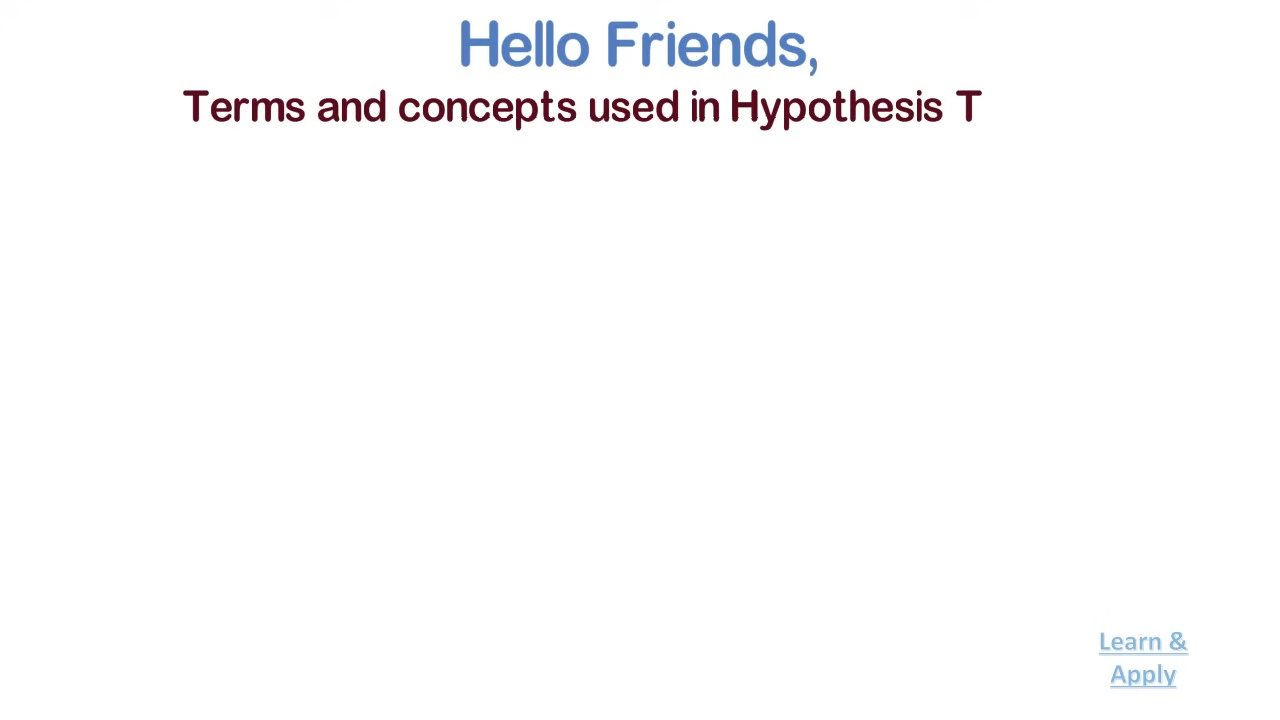 Hello Friends,
Terms and concepts used in Hypothesis T
Learn &
Apply